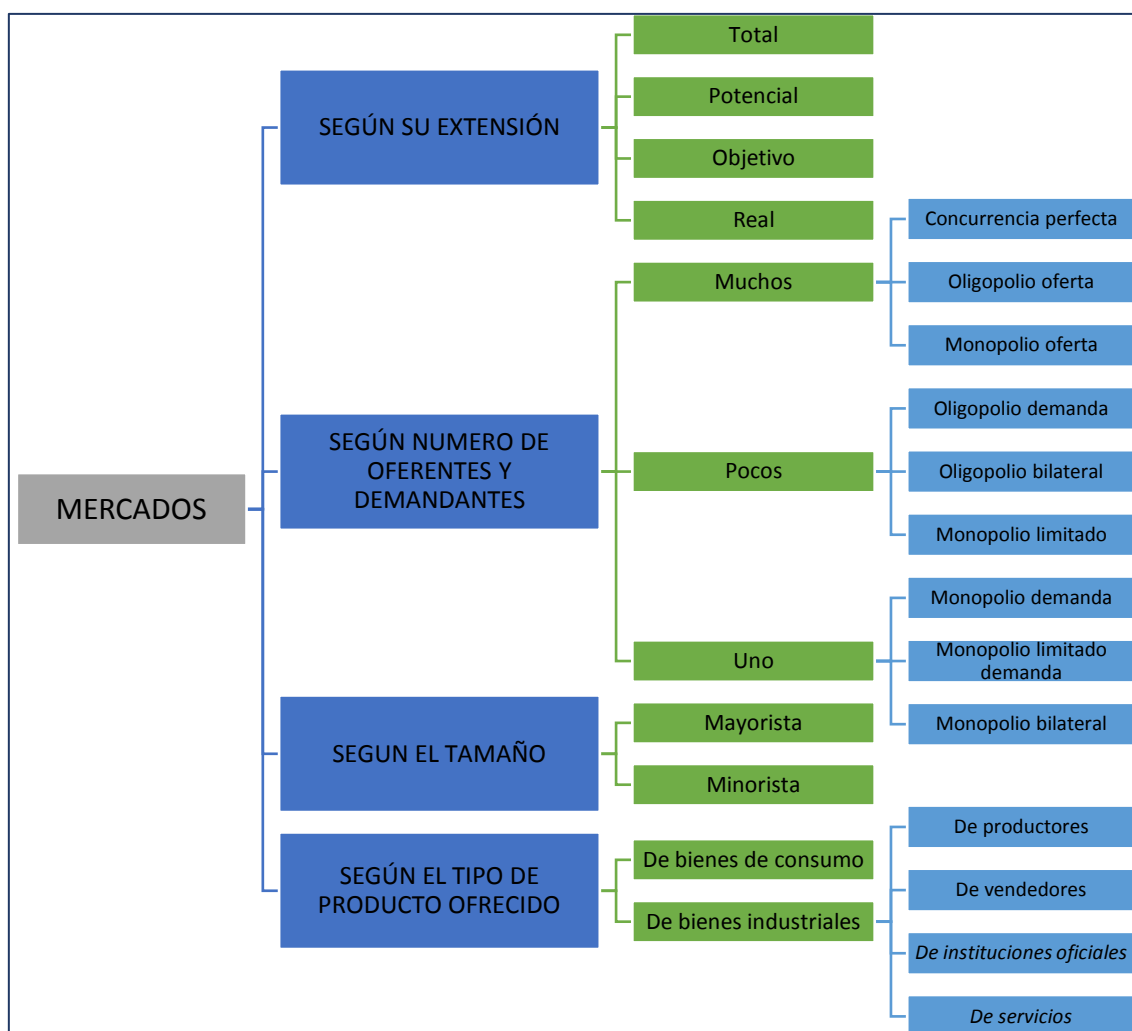 MERCADOS
SEGÚN SU EXTENSIÓN
Total
Potencial
Objetivo
Real
SEGÚN NUMERO DE
OFERENTES Y
DEMANDANTES
Muchos
Concurrencia perfecta
Oligopolio oferta
Monopolio oferta
Pocos
Oligopolio demanda
Oligopolio bilateral
Monopolio limitado
Uno
Monopolio demanda
Monopolio limitado
demanda
Monopolio bilateral
SEGUN EL TAMAÑO
Mayorista
Minorista
SEGÚN EL TIPO DE
PRODUCTO OFRECIDO
De bienes de consumo
De bienes industriales
De productores
De vendedores
De instituciones oficiales
De servicios